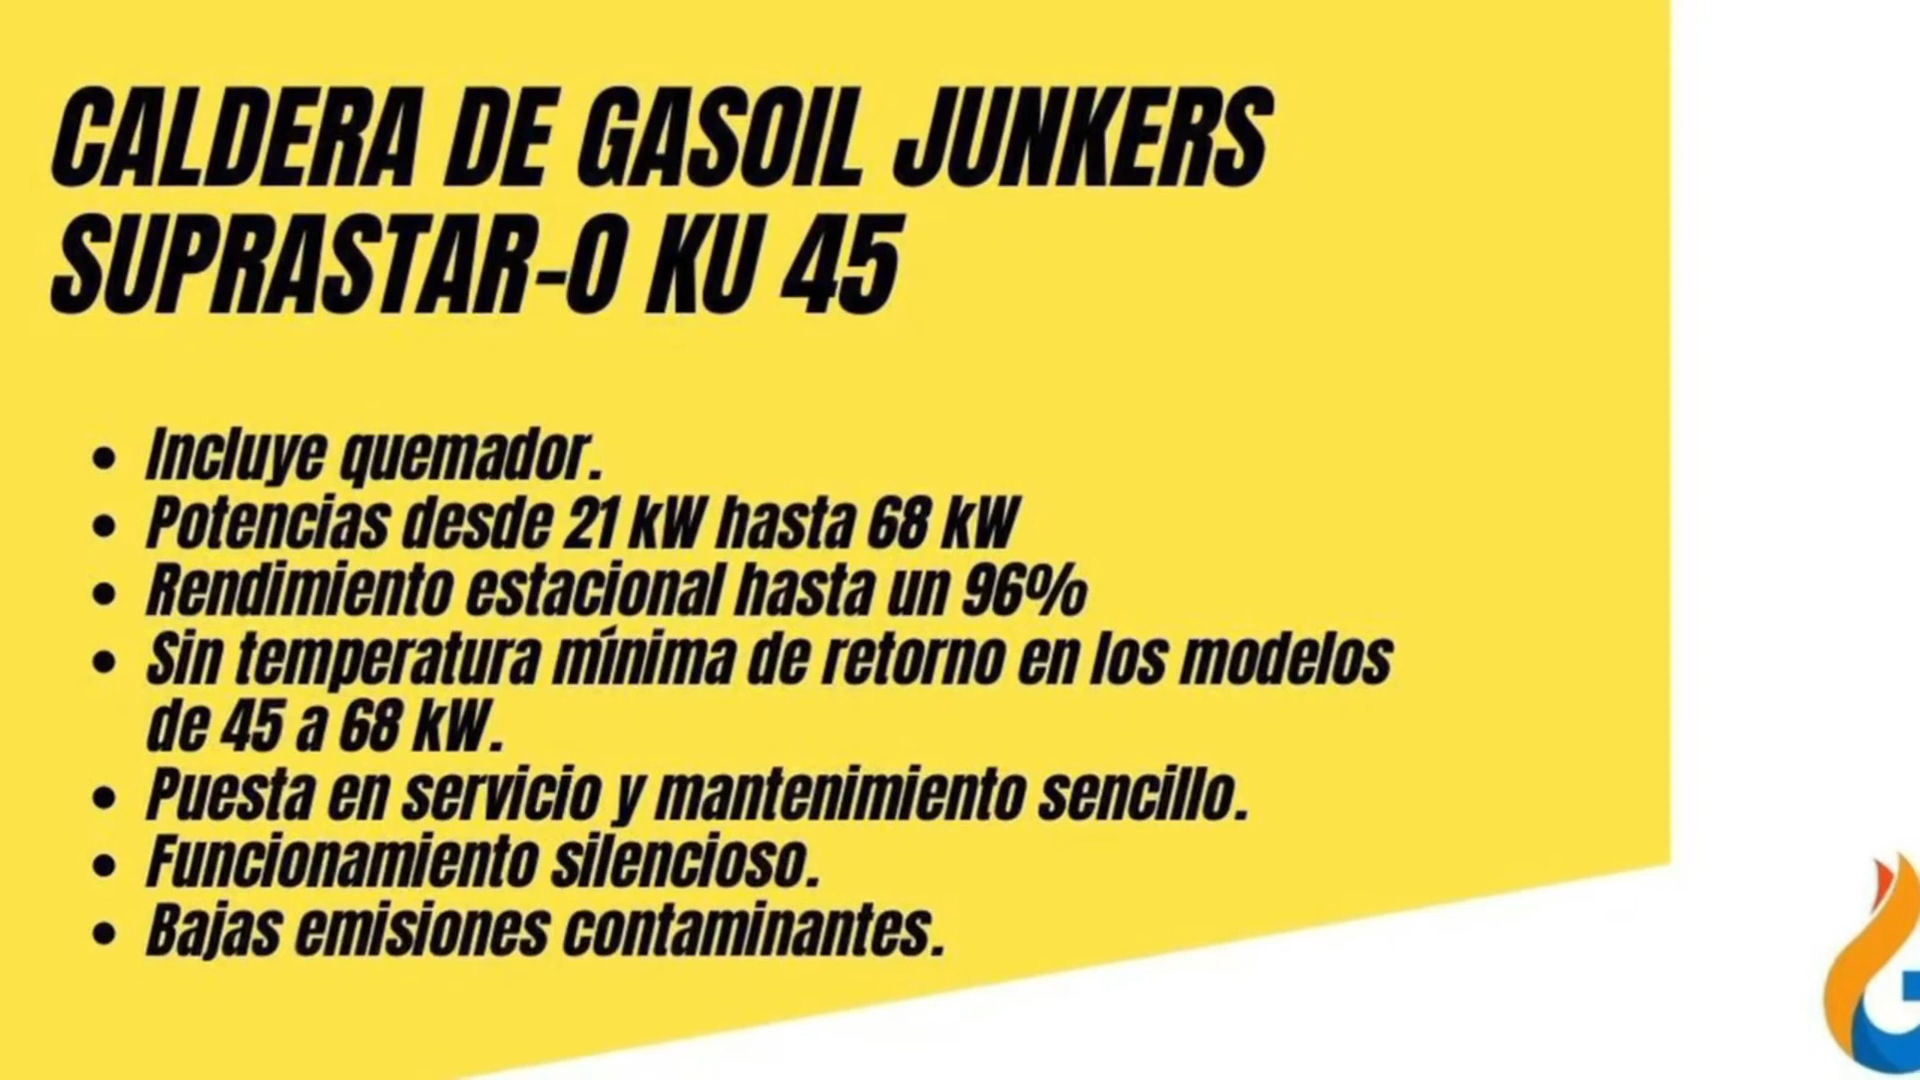 CALDERA DE GASOIL JUNKERS
SUPRASTAR-O KU 45
• Incluye quemador.
• Potencias desde 21 kW hasta 68 kW
• Rendimiento estacional hasta un 96%
• Sin temperatura mínima de retorno en los modelos
de 45 a 68 kW.
• Puesta en servicio y mantenimiento sencillo.
• Funcionamiento silencioso.
• Bajas emisiones contaminantes.